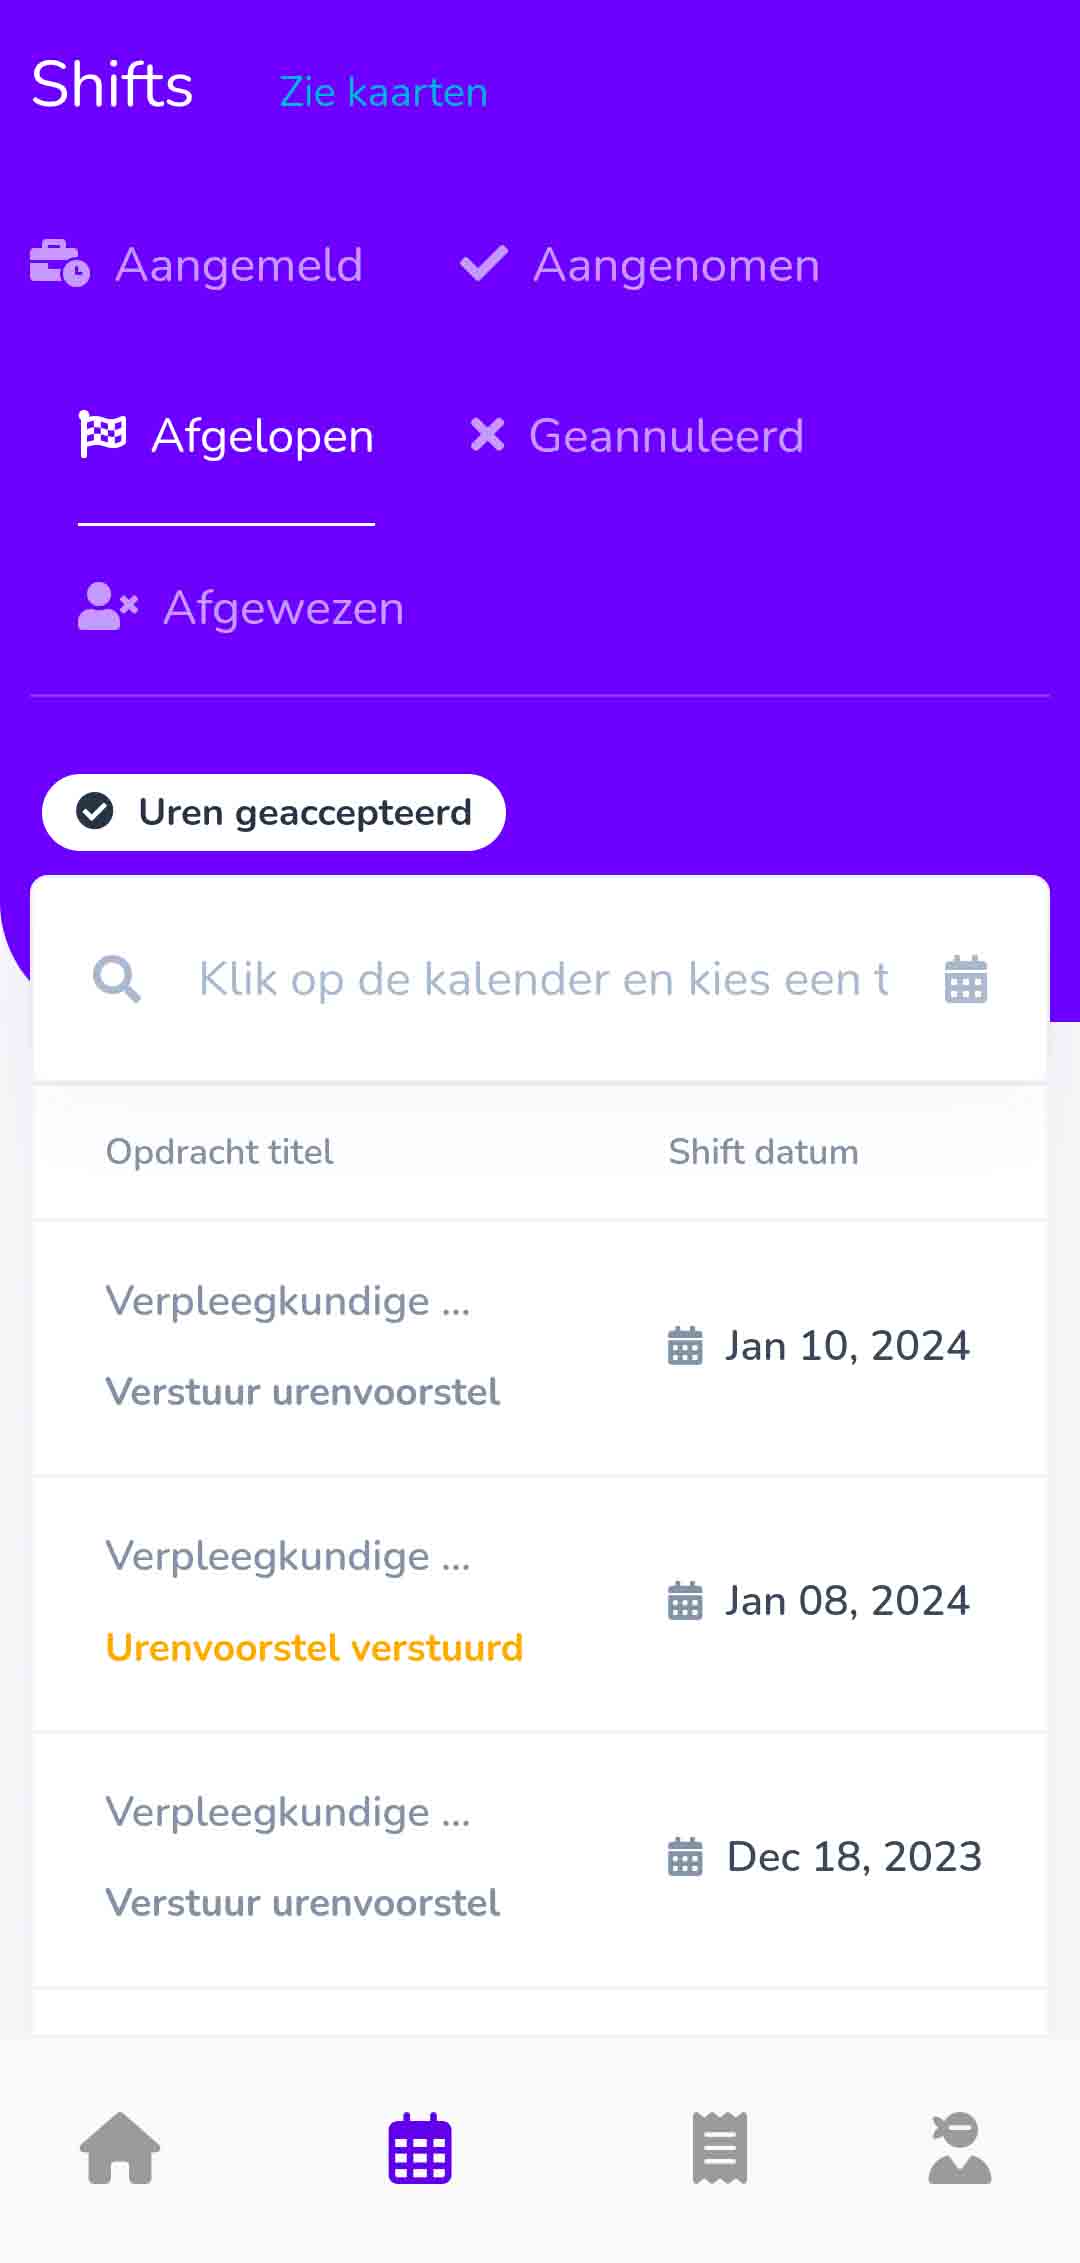 Shifts
Zie kaarten
Aangemeld
Aangenomen
Afgelopen
Geannuleerd
Afgewezen
Uren geaccepteerd
Klik op de kalender en kies een t
Opdracht titel
Shift datum
Verpleegkundige ...
Jan 10, 2024
Verstuur urenvoorstel
Verpleegkundige ...
Jan 08, 2024
Urenvoorstel verstuurd
Verpleegkundige ...
Dec 18, 2023
Verstuur urenvoorstel